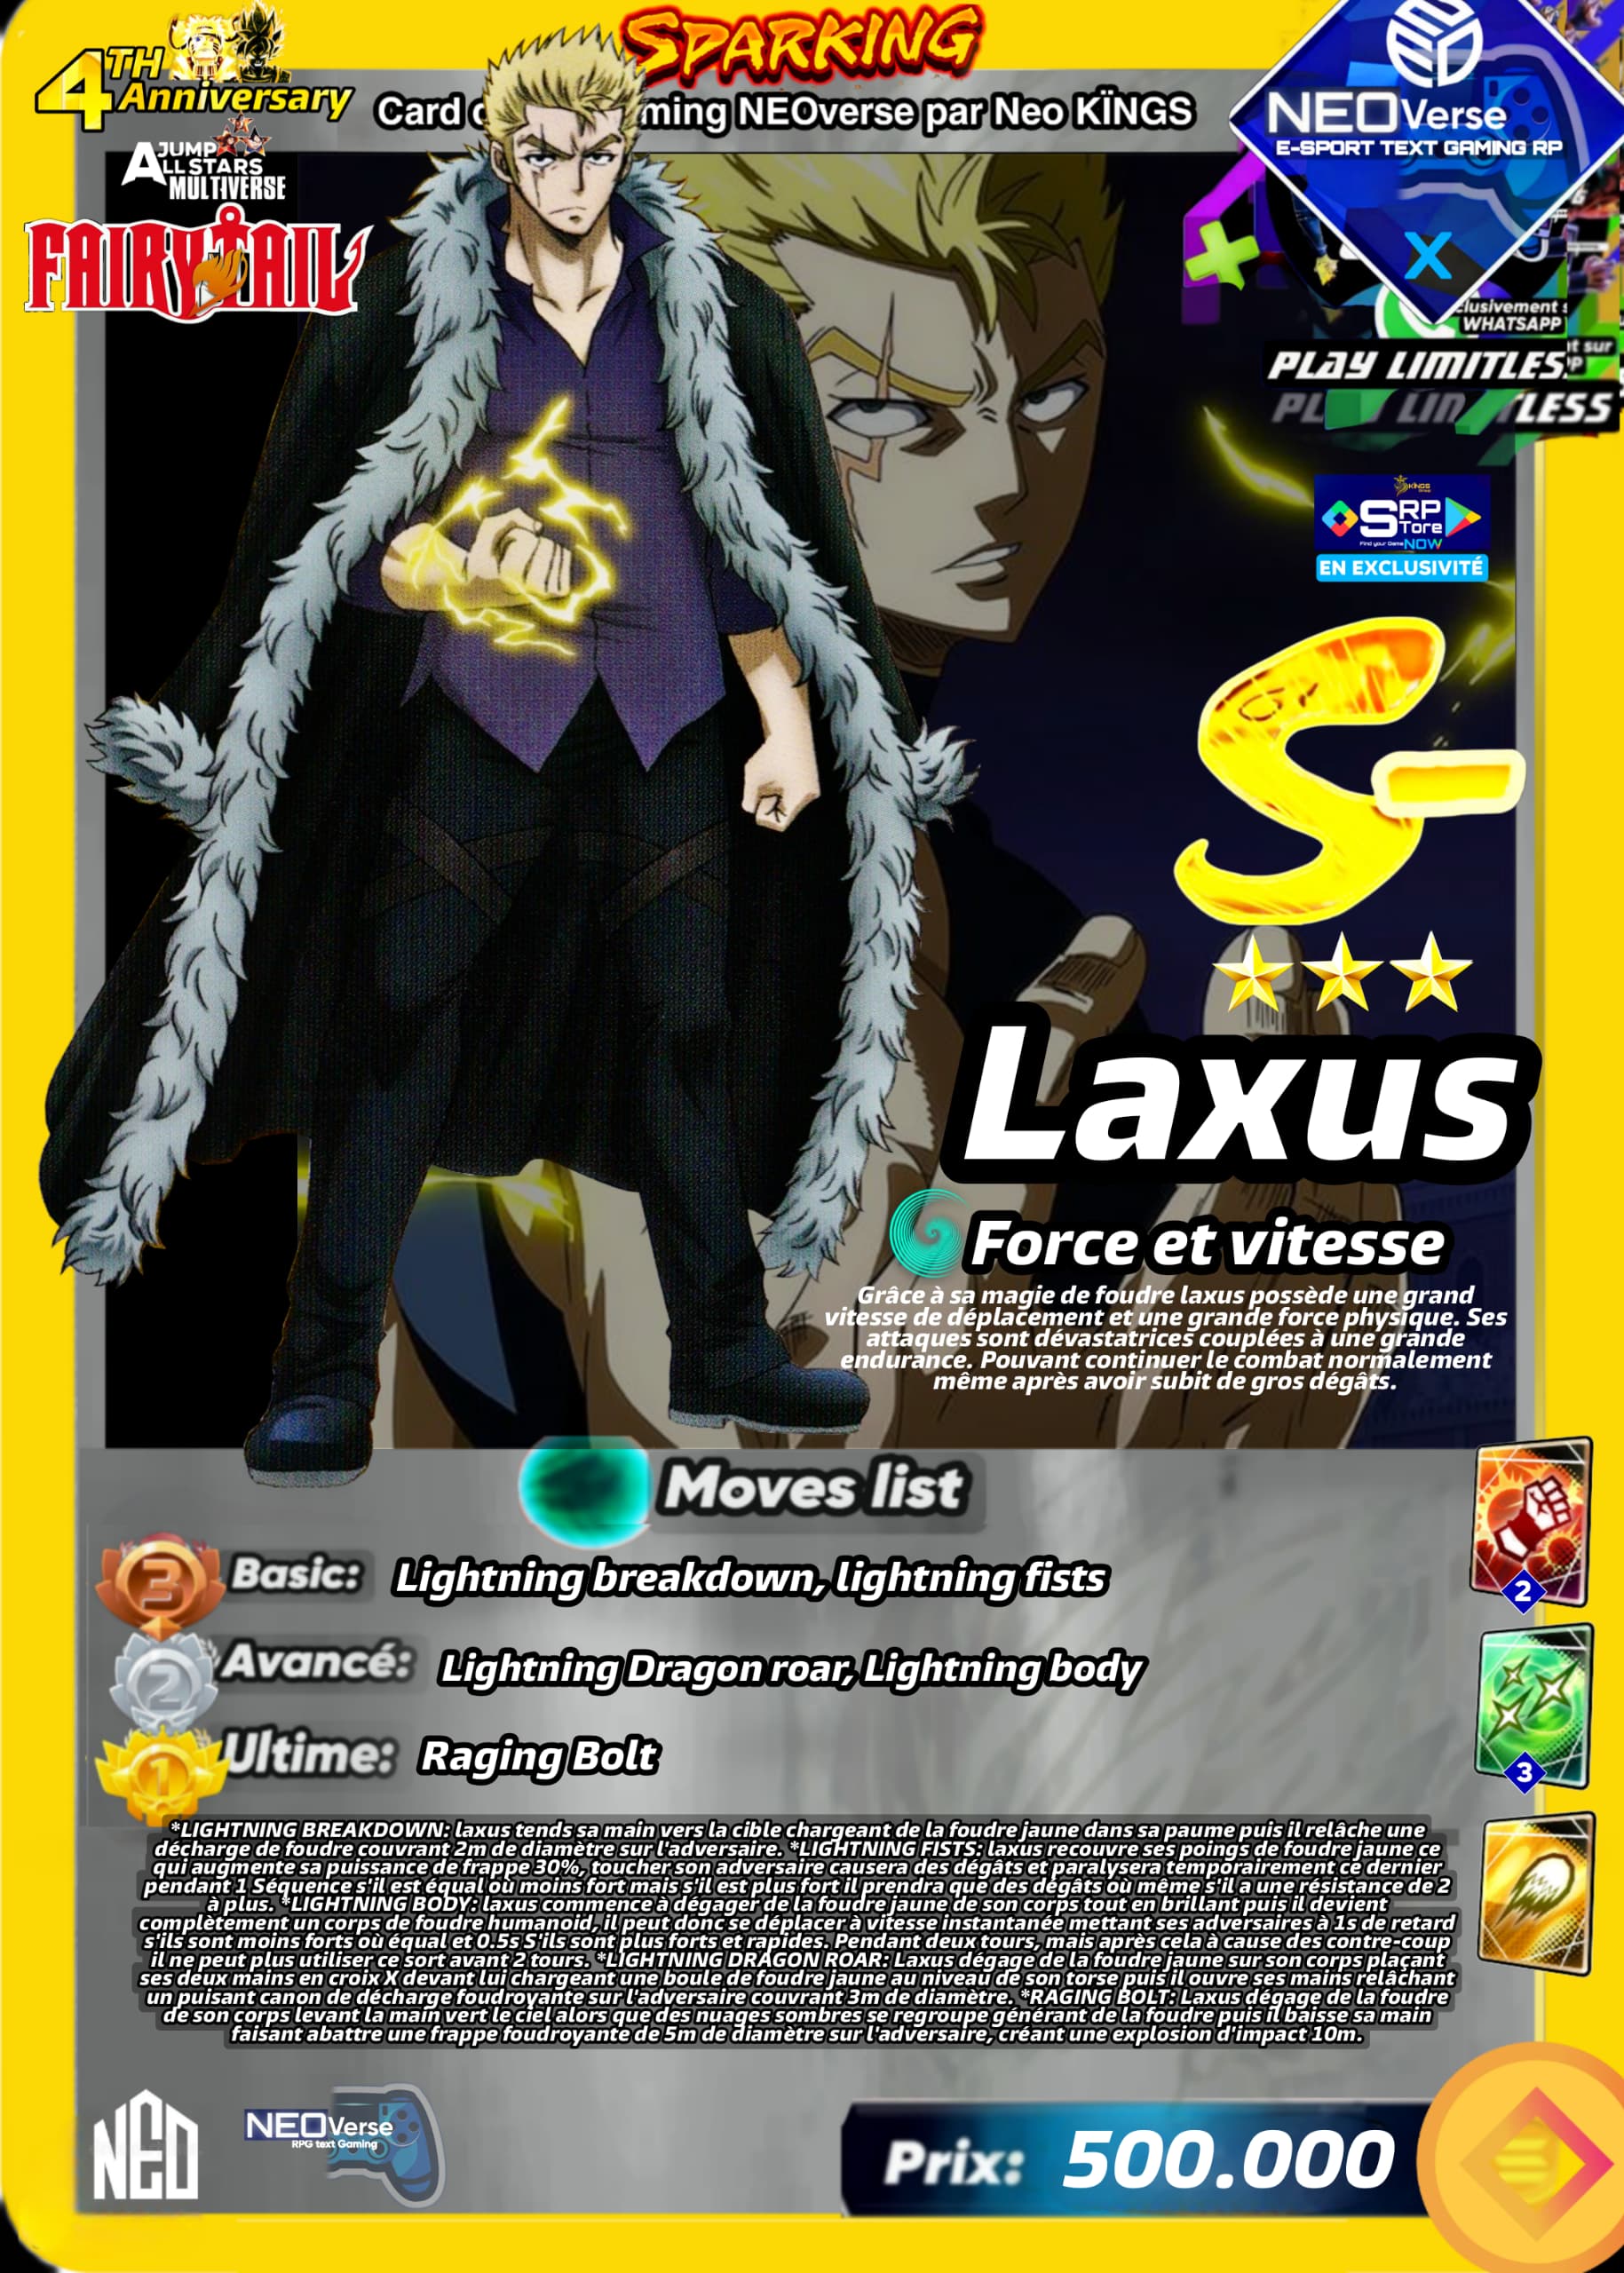 SPARKING
4TH
Anniversary
Card
ming NEOverse par Neo KÏNGS
NEOVerse
E-SPORT TEXT GAMING RP
X
JUMP
ALL STARS
MULTIVERSE
FAIRY TAIL
WHATSAPP
PLAY LIMITLES
KINGS
SRP
Tore
Find your Game NOW
EN EXCLUSIVITÉ
S-
Laxus
Force et vitesse
Grâce à sa magie de foudre laxus possède une grand
vitesse de déplacement et une grande force physique. Ses
attaques sont dévastatrices couplées à une grande
endurance. Pouvant continuer le combat normalement
même après avoir subit de gros dégâts.
Moves list
3 Basic: Lightning breakdown, lightning fists
2
2 Avancé: Lightning Dragon roar, Lightning body
1 Ultime: Raging Bolt
3
*LIGHTNING BREAKDOWN: laxus tends sa main vers la cible chargeant de la foudre jaune dans sa paume puis il relâche une
décharge de foudre couvrant 2m de diamètre sur l'adversaire. *LIGHTNING FISTS: laxus recouvre ses poings de foudre jaune ce
qui augmente sa puissance de frappe 30%, toucher son adversaire causera des dégâts et paralysera temporairement ce dernier
pendant 1 Séquence s'il est égal où moins fort mais s'il est plus fort il prendra que des dégâts où même s'il a une résistance de 2
à plus. *LIGHTNING BODY: laxus commence à dégager de la foudre jaune de son corps tout en brillant puis il devient
complètement un corps de foudre humanoid, il peut donc se déplacer à vitesse instantanée mettant ses adversaires à 1s de retard
s'ils sont moins forts où égal et 0.5s S'ils sont plus forts et rapides. Pendant deux tours, mais après cela à cause des contre-coup
il ne peut plus utiliser ce sort avant 2 tours. *LIGHTNING DRAGON ROAR: Laxus dégage de la foudre jaune sur son corps plaçant
ses deux mains en croix X devant lui chargeant une boule de foudre jaune au niveau de son torse puis il ouvre ses mains relâchant
un puisant canon de décharge foudroyante sur l'adversaire couvrant 3m de diamètre. *RAGING BOLT: Laxus dégage de la foudre
de son corps levant la main vert le ciel alors que des nuages sombres se regroupe générant de la foudre puis il baisse sa main
faisant abattre une frappe foudroyante de 5m de diamètre sur l'adversaire, créant une explosion d'impact 10m.
NEO
NEOVerse
RPG text Gaming
Prix: 500.000